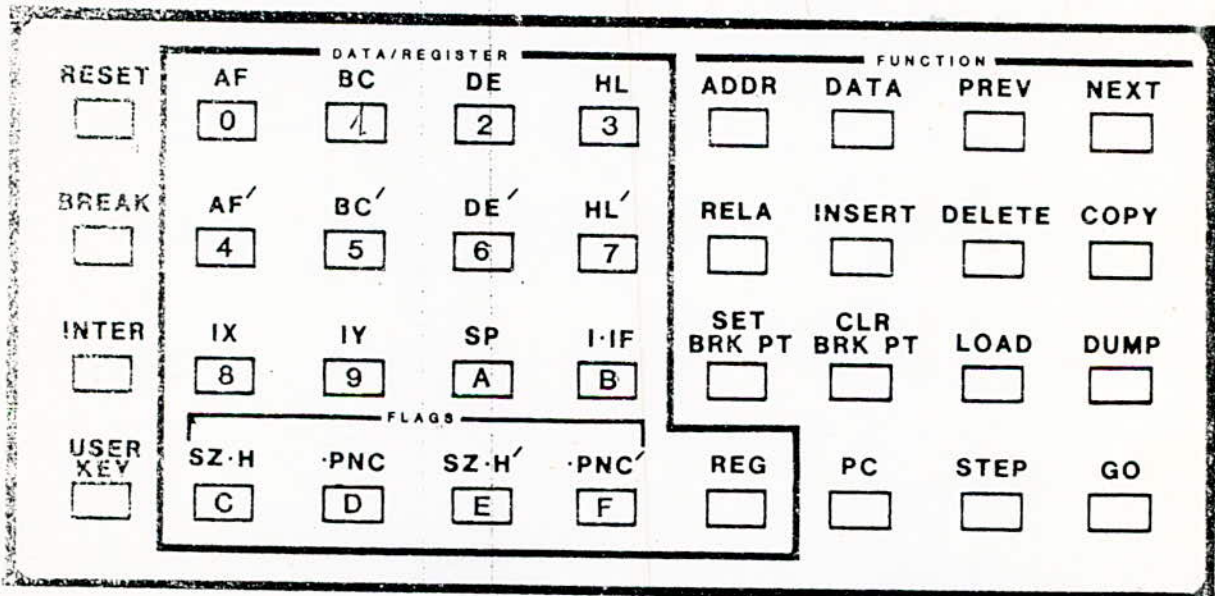 DATA/REGISTER FUNCTION
RESET AF BC DE HL ADDR DATA PREV NEXT
0 1 2 3
BREAK AF′ BC′ DE′ HL′ RELA INSERT DELETE COPY
4 5 6 7
INTER IX IY SP I·IF SET BRK PT CLR BRK PT LOAD DUMP
8 9 A B
FLAGS
USER KEY SZ·H ·PNC SZ·H′ ·PNC′ REG PC STEP GO
C D E F